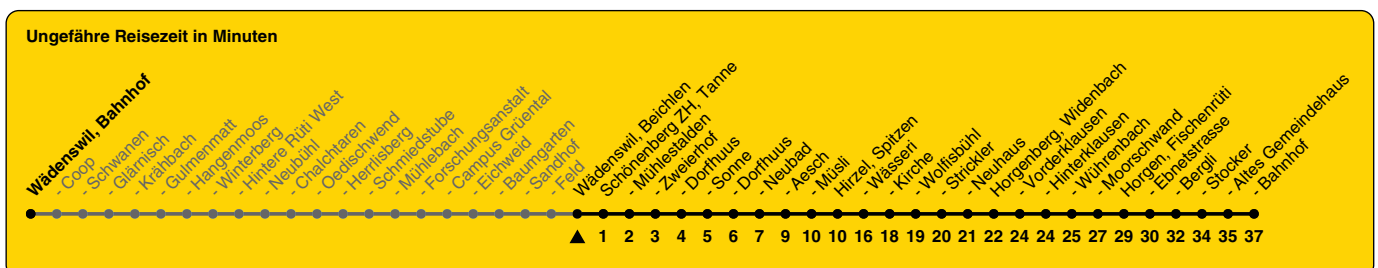 Ungefähre Reisezeit in Minuten
Wädenswil, Bahnhof
- Coop
- Schwanen
- Glärnisch
- Krähbach
- Gulmenmatt
- Hangenmoos
- Winterberg
- Hintere Rüti West
- Neubühl
- Chalchtaren
- Oedischwend
- Herrlisberg
- Schmiedstube
- Mühlebach
- Forschungsanstalt
- Campus Grüental
- Eichweid
- Baumgarten
- Sandhof
- Feld
Wädenswil, Beichlen
Schönenberg ZH, Tanne
- Mühlestalden
- Zweierhof
- Dorfhuus
- Sonne
- Dorfhuus
- Neubad
- Aesch
- Müsli
Hirzel, Spitzen
- Wässeri
- Kirche
- Wolfisbühl
- Strickler
- Neuhaus
Horgenberg, Widenbach
- Vorderklausen
- Hinterklausen
- Wührenbach
- Moorschwand
Horgen, Fischenrüti
- Ebnetstrasse
- Bergli
- Stocker
- Altes Gemeindehaus
- Bahnhof
1 2 3 4 5 6 7 9 10 10 16 18 19 20 21 22 24 24 25 27 29 30 32 34 35 37